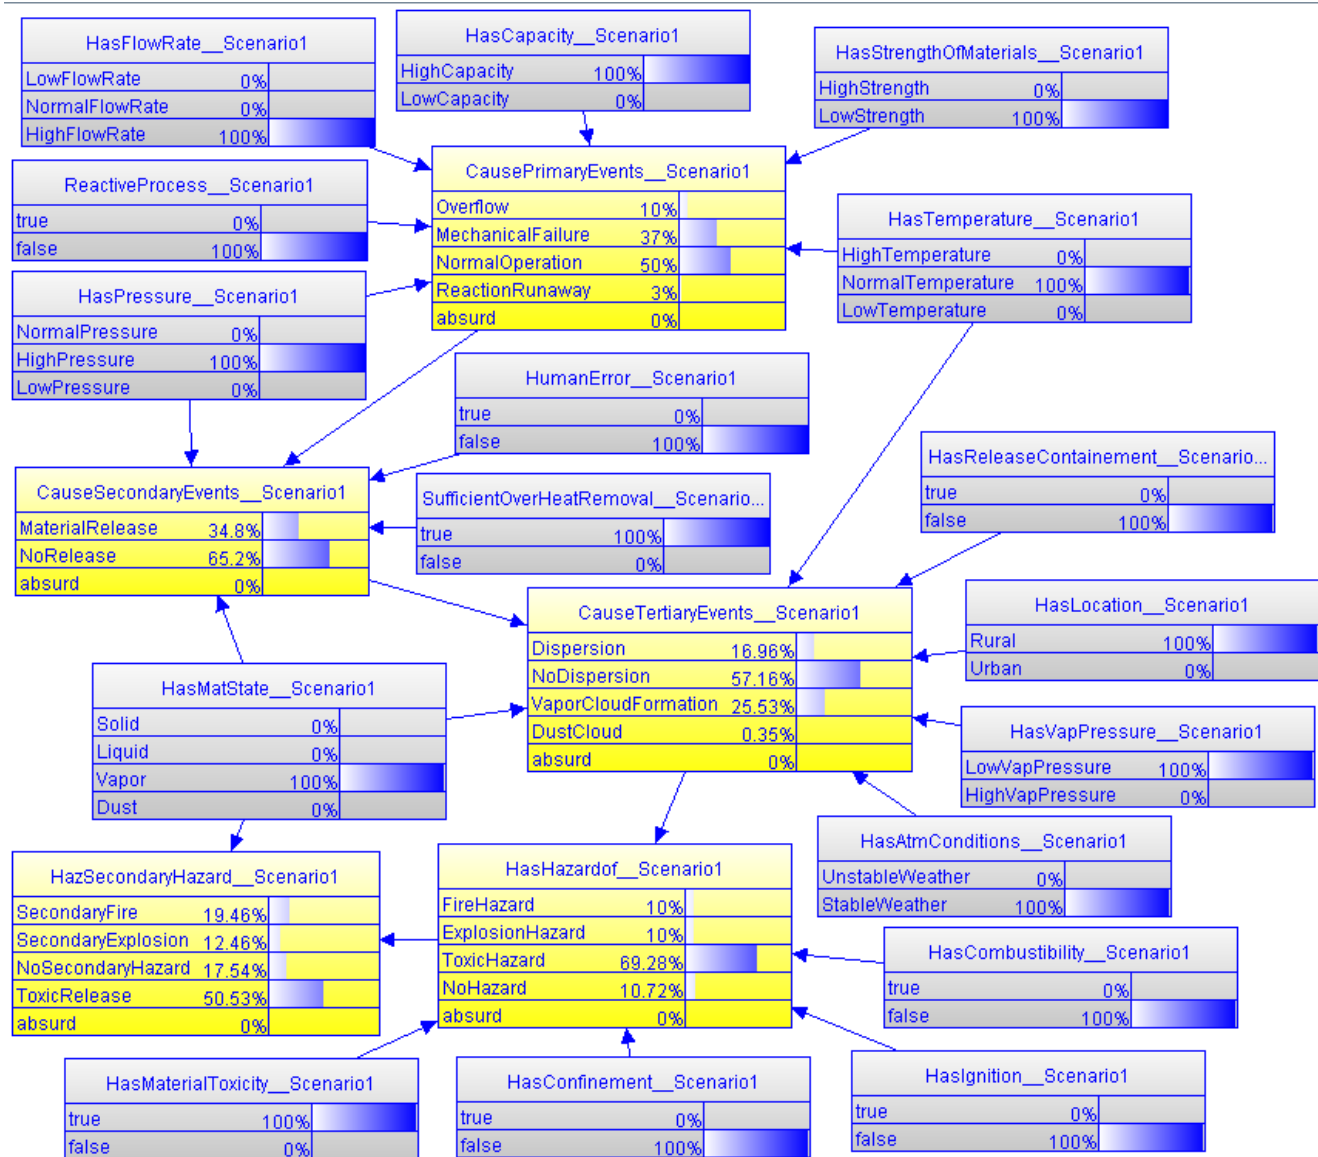 HasFlowRate__Scenario1
LowFlowRate 0%
NormalFlowRate 0%
HighFlowRate 100%
HasCapacity__Scenario1
HighCapacity 100%
LowCapacity 0%
HasStrengthOfMaterials__Scenario1
HighStrength 0%
LowStrength 100%
ReactiveProcess__Scenario1
true 0%
false 100%
CausePrimaryEvents__Scenario1
Overflow 10%
MechanicalFailure 37%
NormalOperation 50%
ReactionRunaway 3%
absurd 0%
HasTemperature__Scenario1
HighTemperature 0%
NormalTemperature 100%
LowTemperature 0%
HasPressure__Scenario1
NormalPressure 0%
HighPressure 100%
LowPressure 0%
HumanError__Scenario1
true 0%
false 100%
HasReleaseContainement__Scenario...
true 0%
false 100%
CauseSecondaryEvents__Scenario1
MaterialRelease 34.8%
NoRelease 65.2%
absurd 0%
SufficientOverHeatRemoval__Scenario...
true 100%
false 0%
CauseTertiaryEvents__Scenario1
Dispersion 16.96%
NoDispersion 57.16%
VaporCloudFormation 25.53%
DustCloud 0.35%
absurd 0%
HasLocation__Scenario1
Rural 100%
Urban 0%
HasMatState__Scenario1
Solid 0%
Liquid 0%
Vapor 100%
Dust 0%
HasVapPressure__Scenario1
LowVapPressure 100%
HighVapPressure 0%
HasAtmConditions__Scenario1
UnstableWeather 0%
StableWeather 100%
HazSecondaryHazard__Scenario1
SecondaryFire 19.46%
SecondaryExplosion 12.46%
NoSecondaryHazard 17.54%
ToxicRelease 50.53%
absurd 0%
HasHazardof__Scenario1
FireHazard 10%
ExplosionHazard 10%
ToxicHazard 69.28%
NoHazard 10.72%
absurd 0%
HasCombustibility__Scenario1
true 0%
false 100%
HasMaterialToxicity__Scenario1
true 100%
false 0%
HasConfinement__Scenario1
true 0%
false 100%
HasIgnition__Scenario1
true 0%
false 100%